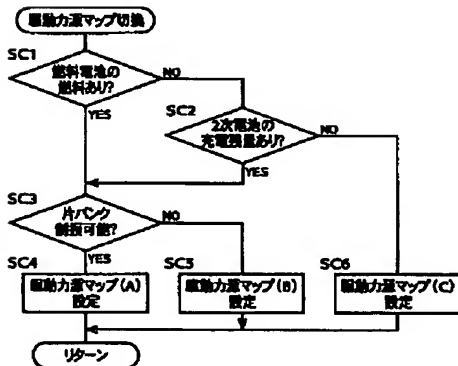 駆動力源マップ切換
SC1
燃料電池の
燃料あり?
NO
YES
SC2
2次電池の
充電残量あり?
NO
YES
SC3
片バンク
制振可能?
NO
YES
SC4
駆動力源マップ(A)
設定
SC5
駆動力源マップ(B)
設定
SC6
駆動力源マップ(C)
設定
リターン